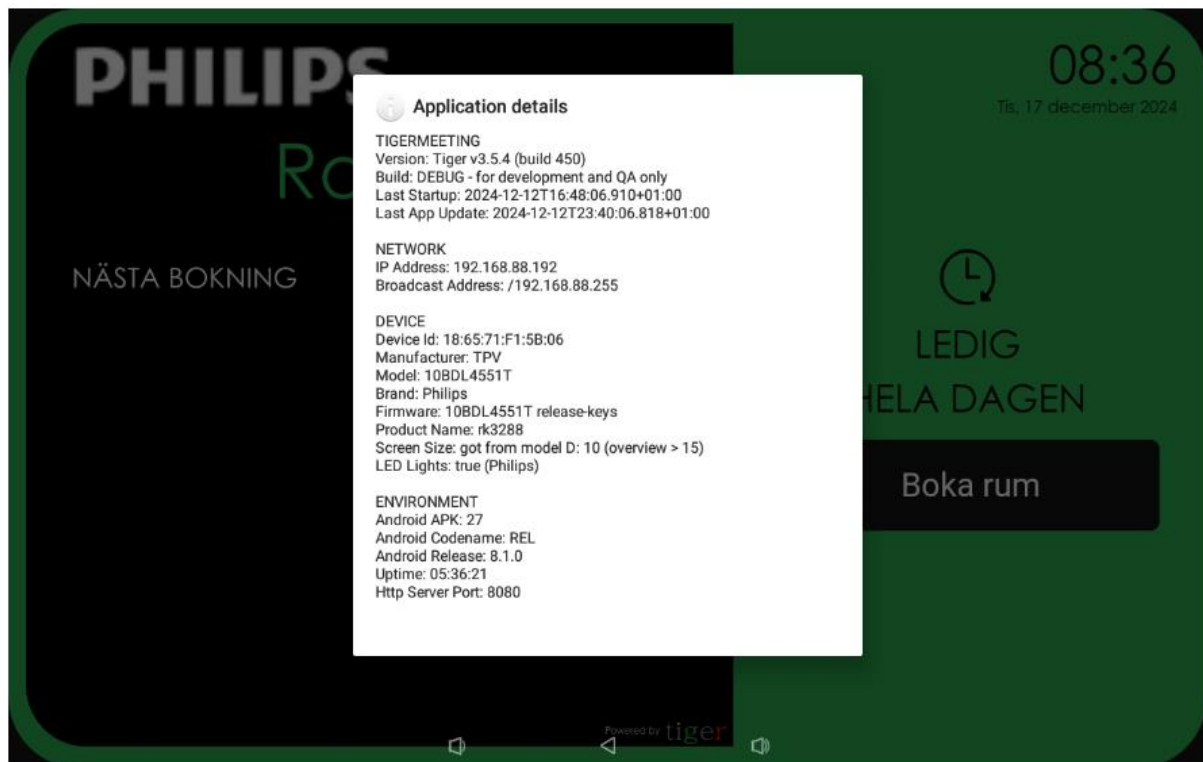 PHILIPS
08:36
Tis, 17 december 2024
Application details
TIGERMEETING
Version: Tiger v3.5.4 (build 450)
Build: DEBUG - for development and QA only
Last Startup: 2024-12-12T16:48:06.910+01:00
Last App Update: 2024-12-12T23:40:06.818+01:00
NETWORK
IP Address: 192.168.88.192
Broadcast Address: /192.168.88.255
DEVICE
Device Id: 18:65:71:F1:5B:06
Manufacturer: TPV
Model: 10BDL4551T
Brand: Philips
Firmware: 10BDL4551T release-keys
Product Name: rk3288
Screen Size: got from model D: 10 (overview > 15)
LED Lights: true (Philips)
ENVIRONMENT
Android APK: 27
Android Codename: REL
Android Release: 8.1.0
Uptime: 05:36:21
Http Server Port: 8080
NÄSTA BOKNING
LEDIG
HELA DAGEN
Boka rum
Powered by tiger